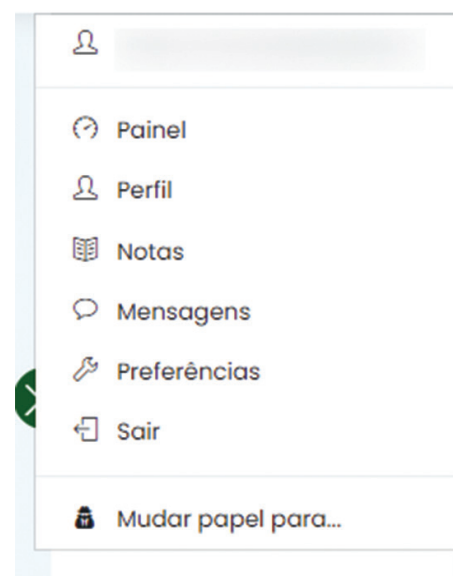 Painel
Perfil
Notas
Mensagens
Preferências
Sair
Mudar papel para...